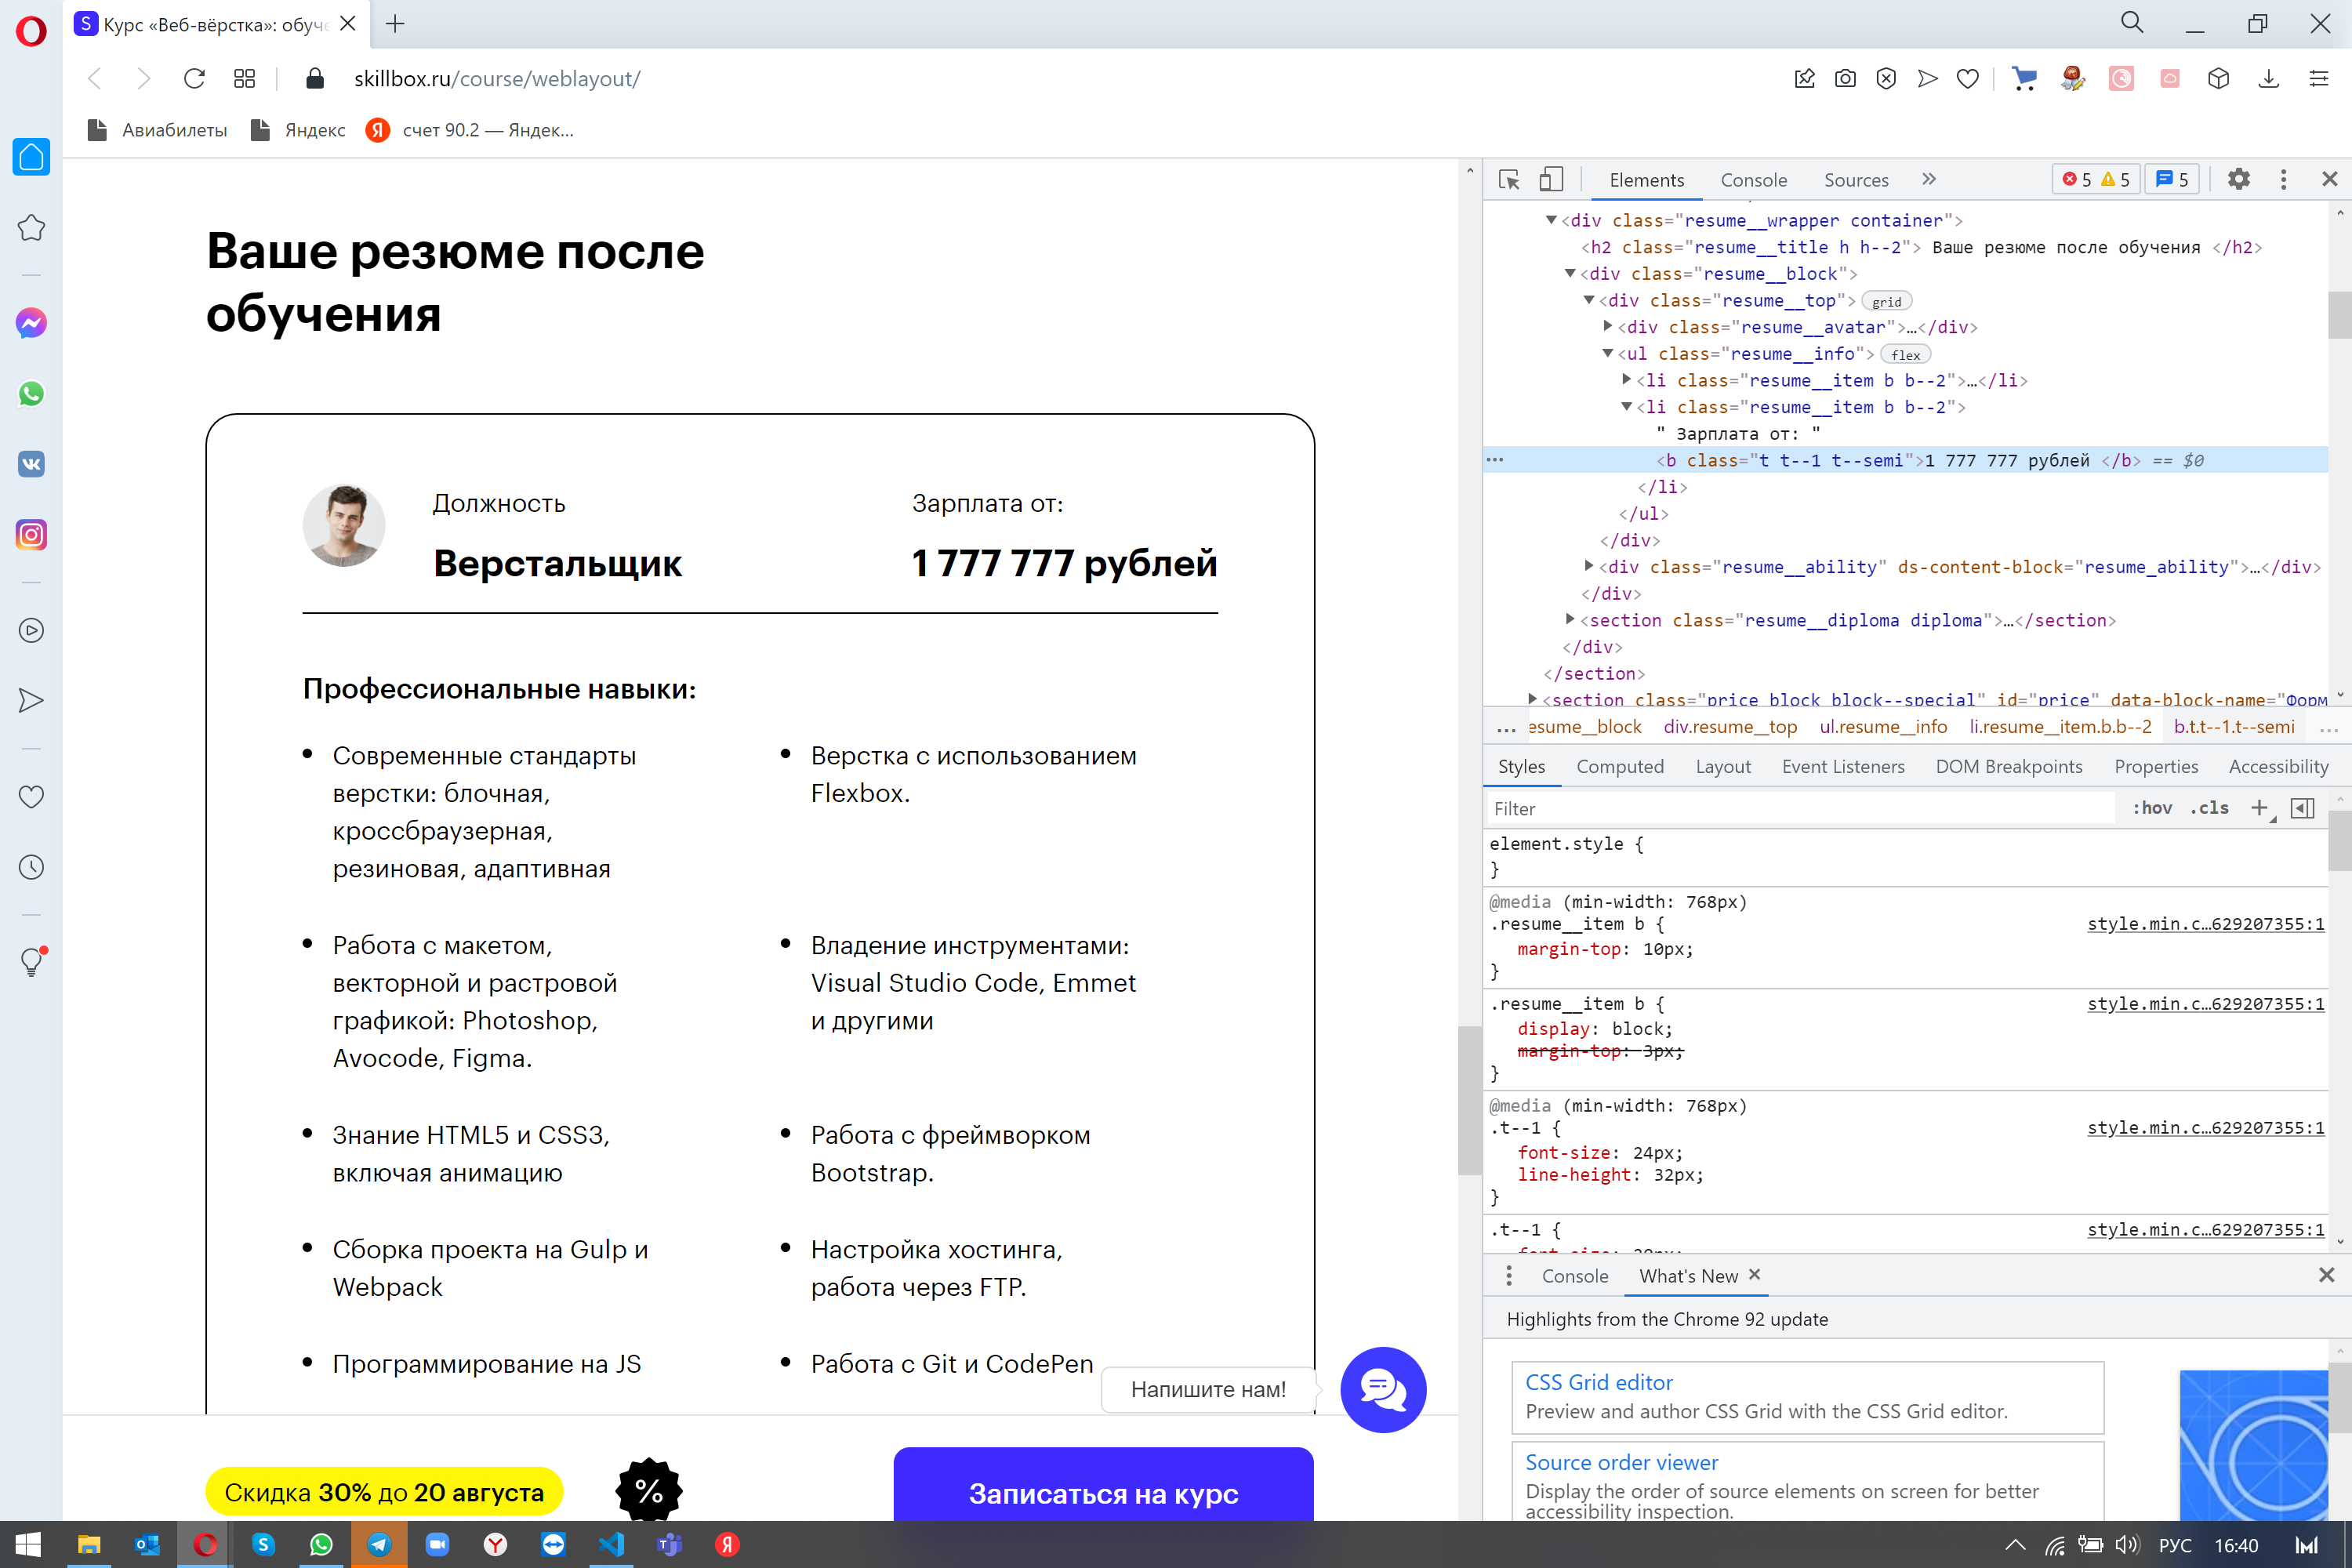 Курс «Веб-вёрстка»: обуче
skillbox.ru/course/weblayout/
Авиабилеты
Яндекс
счет 90.2 — Яндек...
Ваше резюме после
обучения
Должность
Верстальщик
Зарплата от:
1 777 777 рублей
Профессиональные навыки:
Современные стандарты
верстки: блочная,
кроссбраузерная,
резиновая, адаптивная
Верстка с использованием
Flexbox.
Работа с макетом,
векторной и растровой
графикой: Photoshop,
Avocode, Figma.
Владение инструментами:
Visual Studio Code, Emmet
и другими
Знание HTML5 и CSS3,
включая анимацию
Работа с фреймворком
Bootstrap.
Сборка проекта на Gulp и
Webpack
Настройка хостинга,
работа через FTP.
Программирование на JS
Работа с Git и CodePen
Напишите нам!
Скидка 30% до 20 августа
%
Записаться на курс
Elements Console Sources » 5 5 5
<div class="resume__wrapper container">
<h2 class="resume__title h h--2"> Ваше резюме после обучения </h2>
<div class="resume__block">
<div class="resume__top"> grid
<div class="resume__avatar">…</div>
<ul class="resume__info"> flex
<li class="resume__item b b--2">…</li>
<li class="resume__item b b--2">
" Зарплата от: "
<b class="t t--1 t--semi">1 777 777 рублей </b> == $0
</li>
</ul>
</div>
<div class="resume__ability" ds-content-block="resume_ability">…</div>
</div>
<section class="resume__diploma diploma">…</section>
</div>
</section>
<section class="price block block--special" id="price" data-block-name="Форм
... esume__block div.resume__top ul.resume__info li.resume__item.b.b--2 b.t.t--1.t--semi ...
Styles Computed Layout Event Listeners DOM Breakpoints Properties Accessibility
Filter :hov .cls +
element.style {
}
@media (min-width: 768px)
.resume__item b { style.min.c…629207355:1
margin-top: 10px;
}
.resume__item b { style.min.c…629207355:1
display: block;
margin-top: 3px;
}
@media (min-width: 768px)
.t--1 { style.min.c…629207355:1
font-size: 24px;
line-height: 32px;
}
.t--1 { style.min.c…629207355:1
font-size: 20px;
Console What's New
Highlights from the Chrome 92 update
CSS Grid editor
Preview and author CSS Grid with the CSS Grid editor.
Source order viewer
Display the order of source elements on screen for better
accessibility inspection.
РУС 16:40